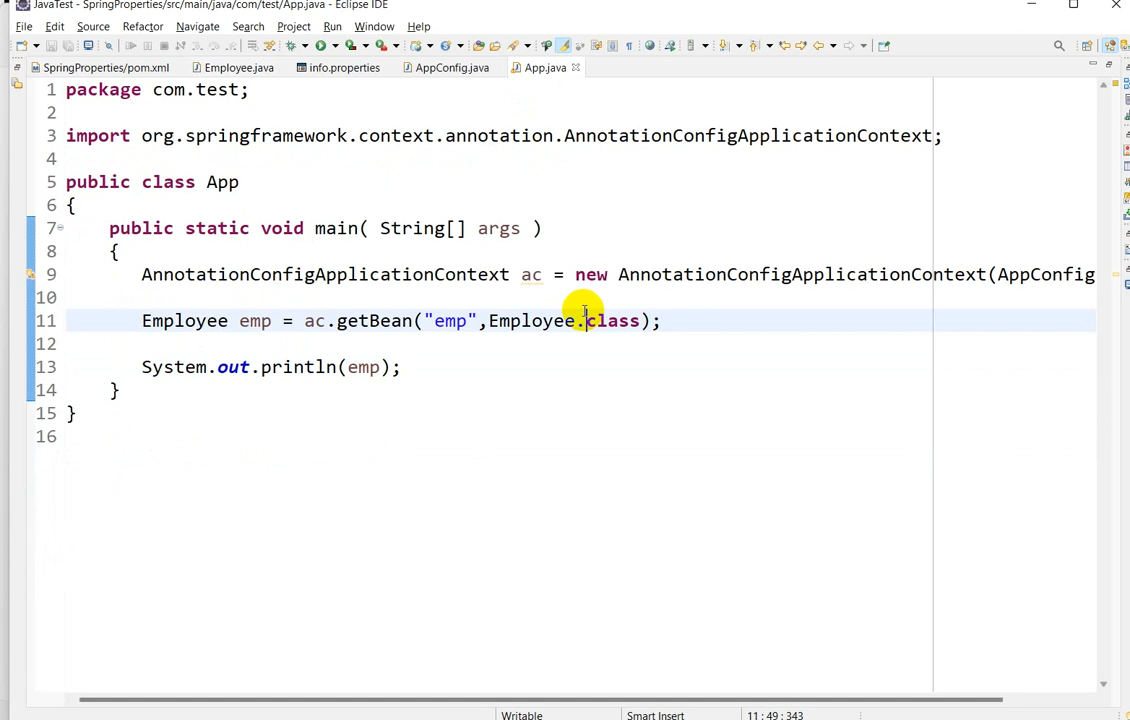 JavaTest - SpringProperties/src/main/java/com/test/App.java - Eclipse IDE
File Edit Source Refactor Navigate Search Project Run Window Help
SpringProperties/pom.xml Employee.java info.properties AppConfig.java App.java
1 package com.test;
2
3 import org.springframework.context.annotation.AnnotationConfigApplicationContext;
4
5 public class App
6 {
7 public static void main( String[] args )
8 {
9 AnnotationConfigApplicationContext ac = new AnnotationConfigApplicationContext(AppConfig
10
11 Employee emp = ac.getBean("emp",Employee.class);
12
13 System.out.println(emp);
14 }
15 }
16
Writable Smart Insert 11 : 49 : 343